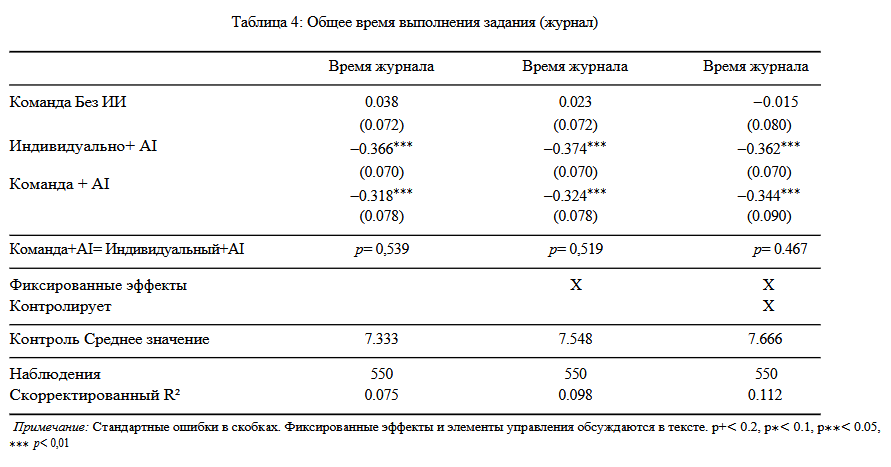 Таблица 4: Общее время выполнения задания (журнал)
Время журнала Время журнала Время журнала
Команда Без ИИ 0.038 0.023 −0.015
(0.072) (0.072) (0.080)
Индивидуально+ AI −0.366*** −0.374*** −0.362***
(0.070) (0.070) (0.070)
Команда + AI −0.318*** −0.324*** −0.344***
(0.078) (0.078) (0.090)
Команда+AI= Индивидуальный+AI p= 0,539 p= 0,519 p= 0.467
Фиксированные эффекты X X
Контролирует X
Контроль Среднее значение 7.333 7.548 7.666
Наблюдения 550 550 550
Скорректированный R² 0.075 0.098 0.112
Примечание: Стандартные ошибки в скобках. Фиксированные эффекты и элементы управления обсуждаются в тексте. p+< 0.2, p*< 0.1, p**< 0.05,
*** p< 0,01